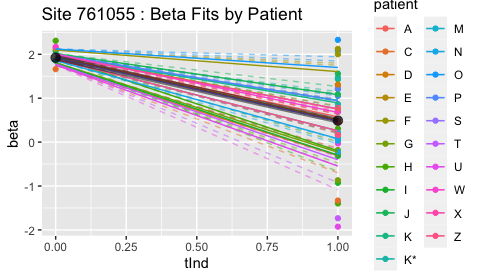 Site 761055 : Beta Fits by Patient
patient
A
C
D
E
F
G
H
I
J
K
K*
M
N
O
P
S
T
U
W
X
Z
beta
2
1
0
-1
-2
0.00
0.25
0.50
0.75
1.00
tInd